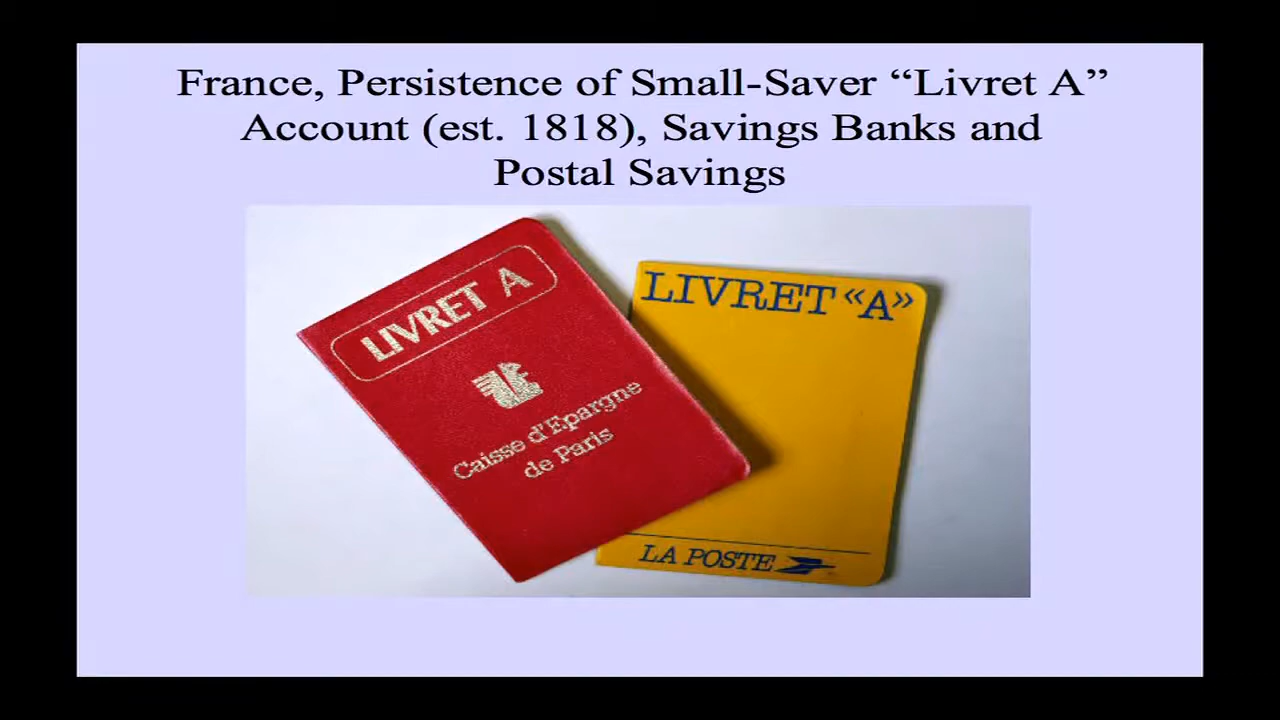 France, Persistence of Small-Saver “Livret A”
Account (est. 1818), Savings Banks and
Postal Savings
LIVRET A
Caisse d'Epargne
de Paris
LIVRET «A»
LA POSTE